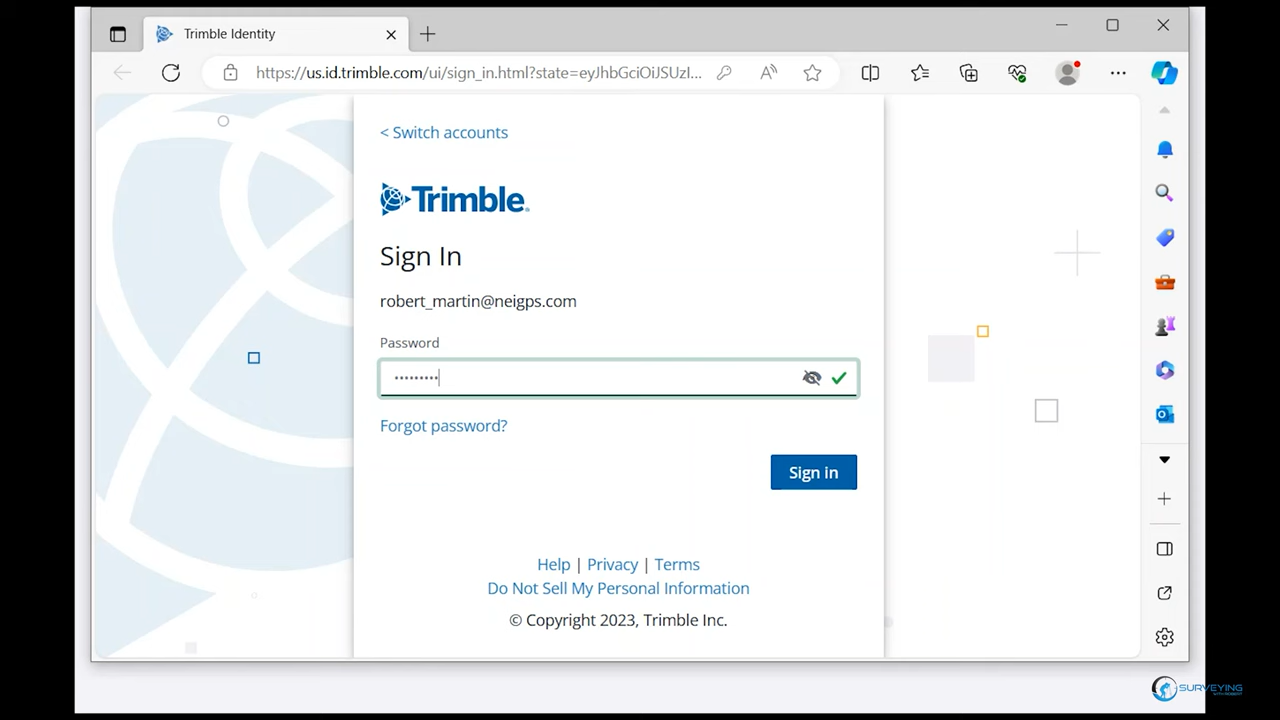 Trimble Identity
https://us.id.trimble.com/ui/sign_in.html?state=eyJhbGciOiJSUzI...
< Switch accounts
Trimble
Sign In
robert_martin@neigps.com
Password
Forgot password?
Sign in
Help | Privacy | Terms
Do Not Sell My Personal Information
© Copyright 2023, Trimble Inc.
SURVEYING
WITH ROBERT